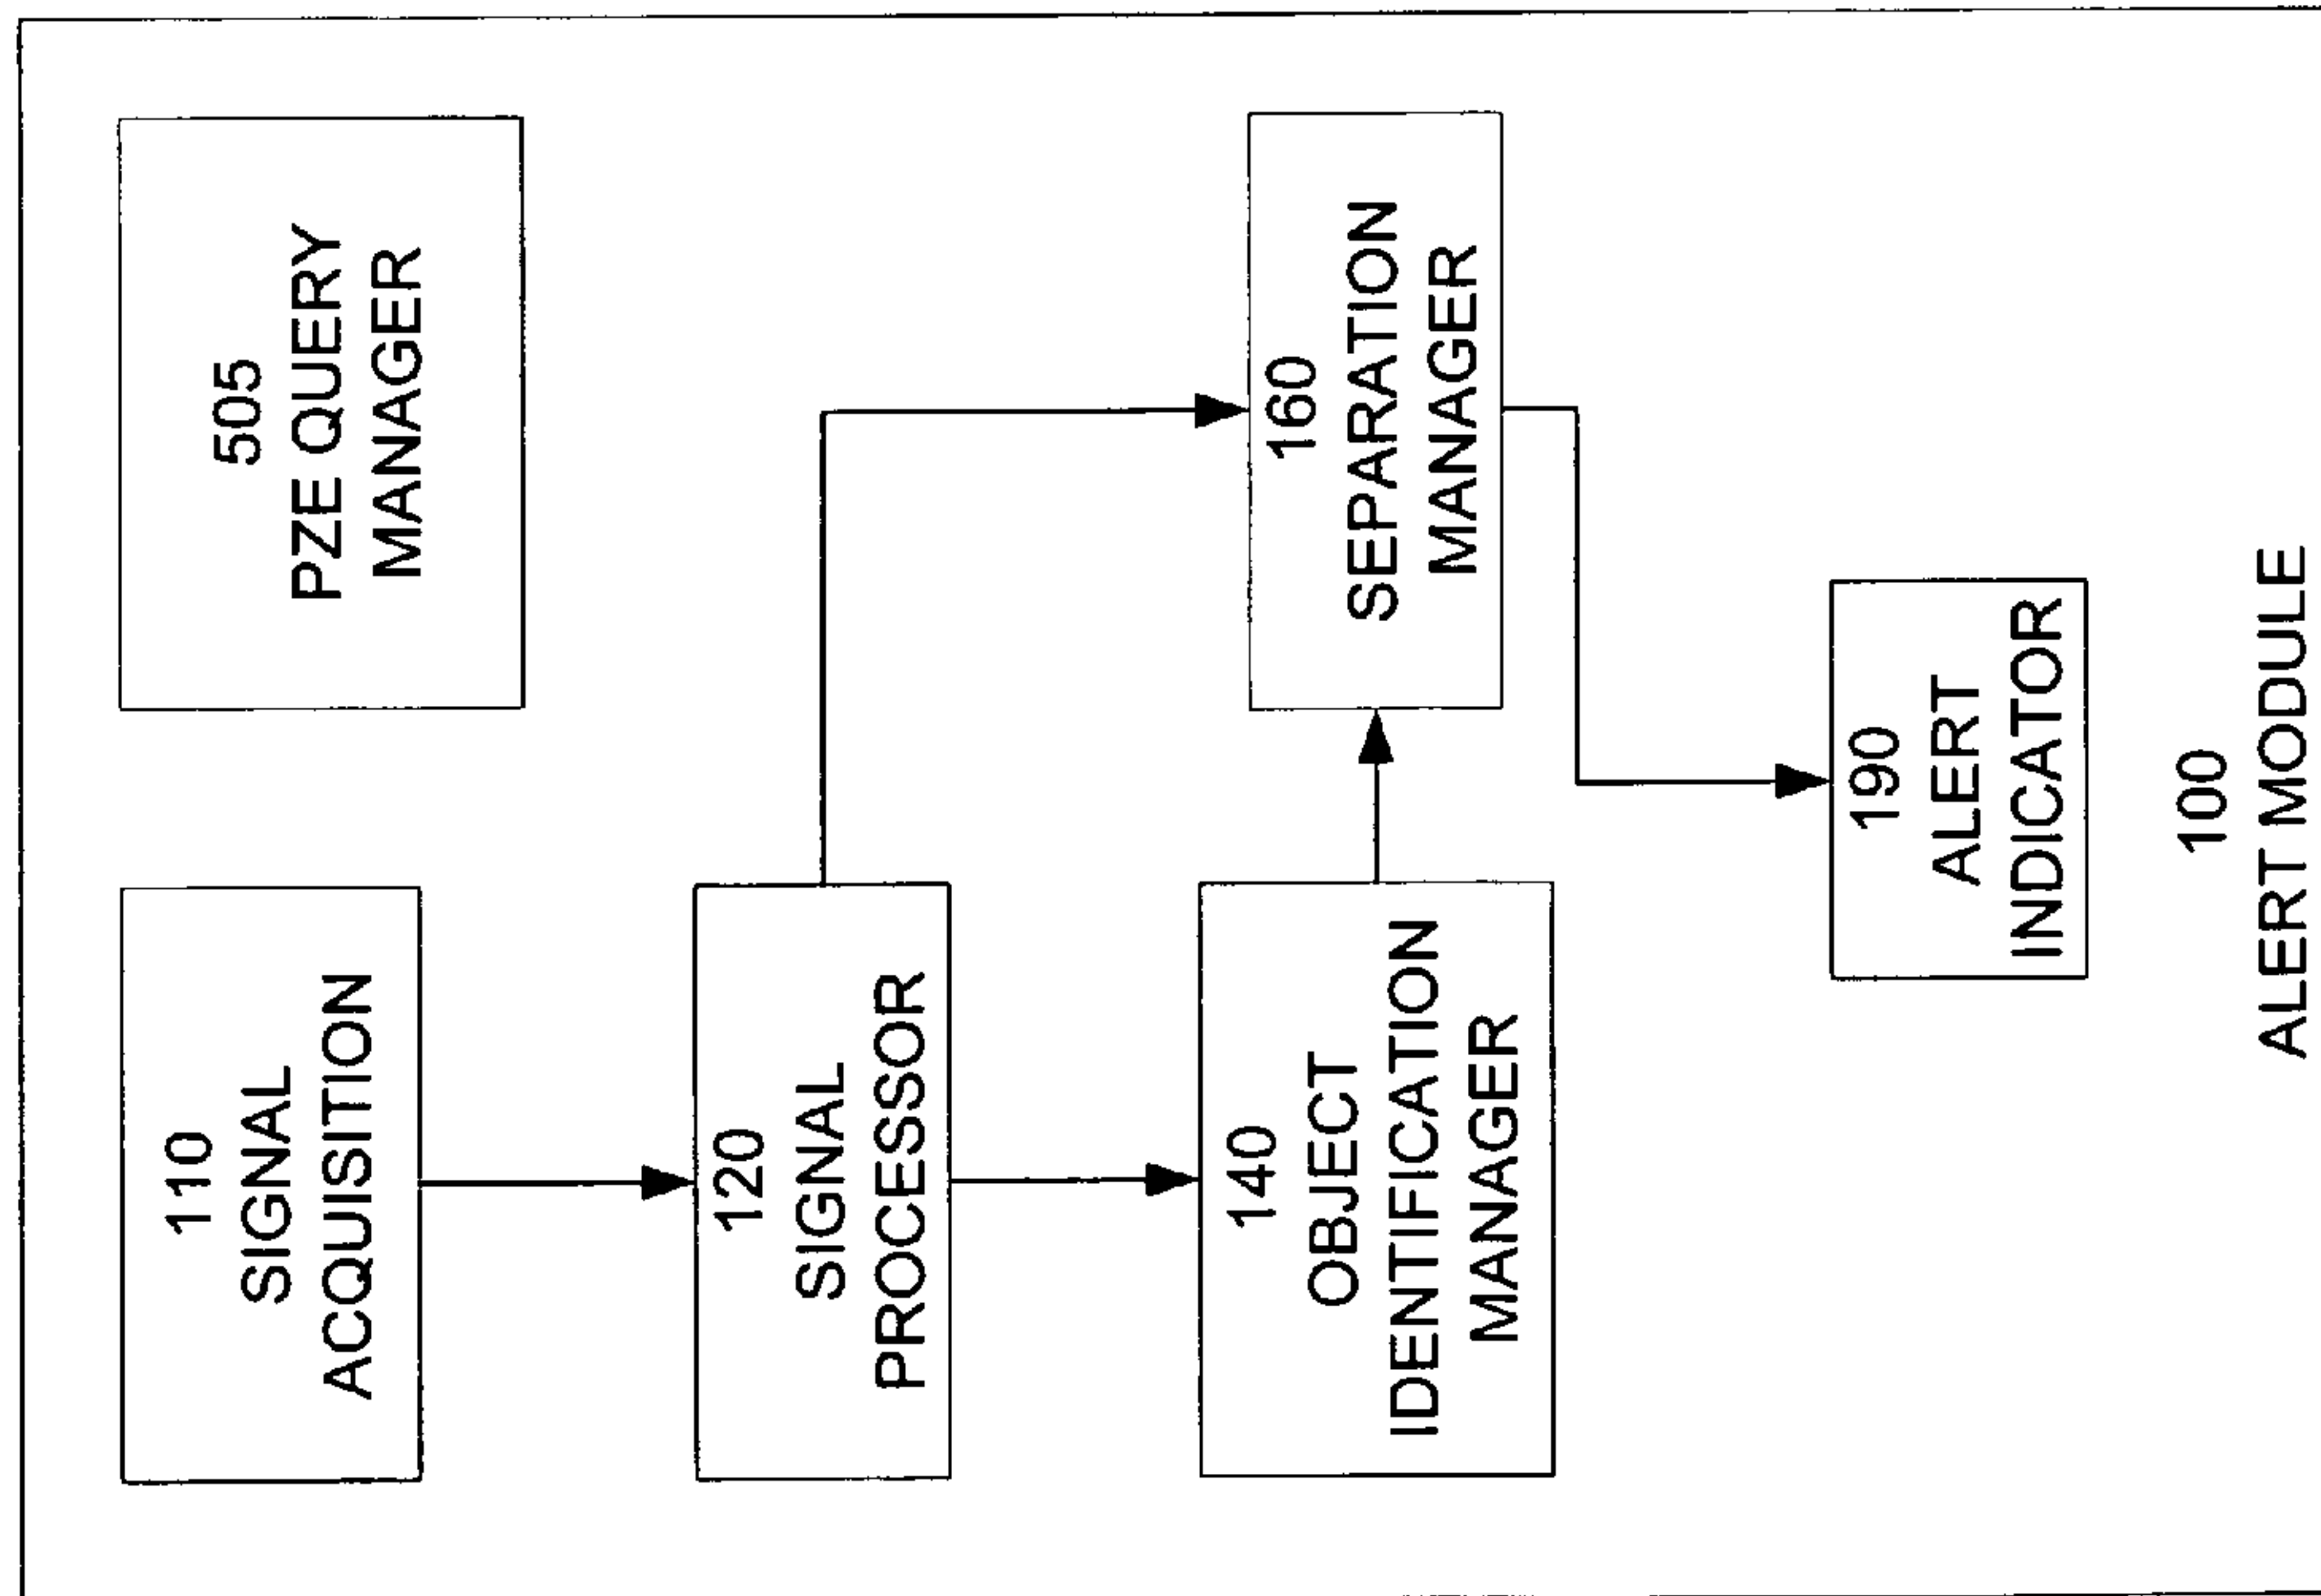 110
SIGNAL
ACQUISITION
505
PZE QUERY
MANAGER
120
SIGNAL
PROCESSOR
140
OBJECT
IDENTIFICATION
MANAGER
160
SEPARATION
MANAGER
190
ALERT
INDICATOR
100
ALERT MODULE